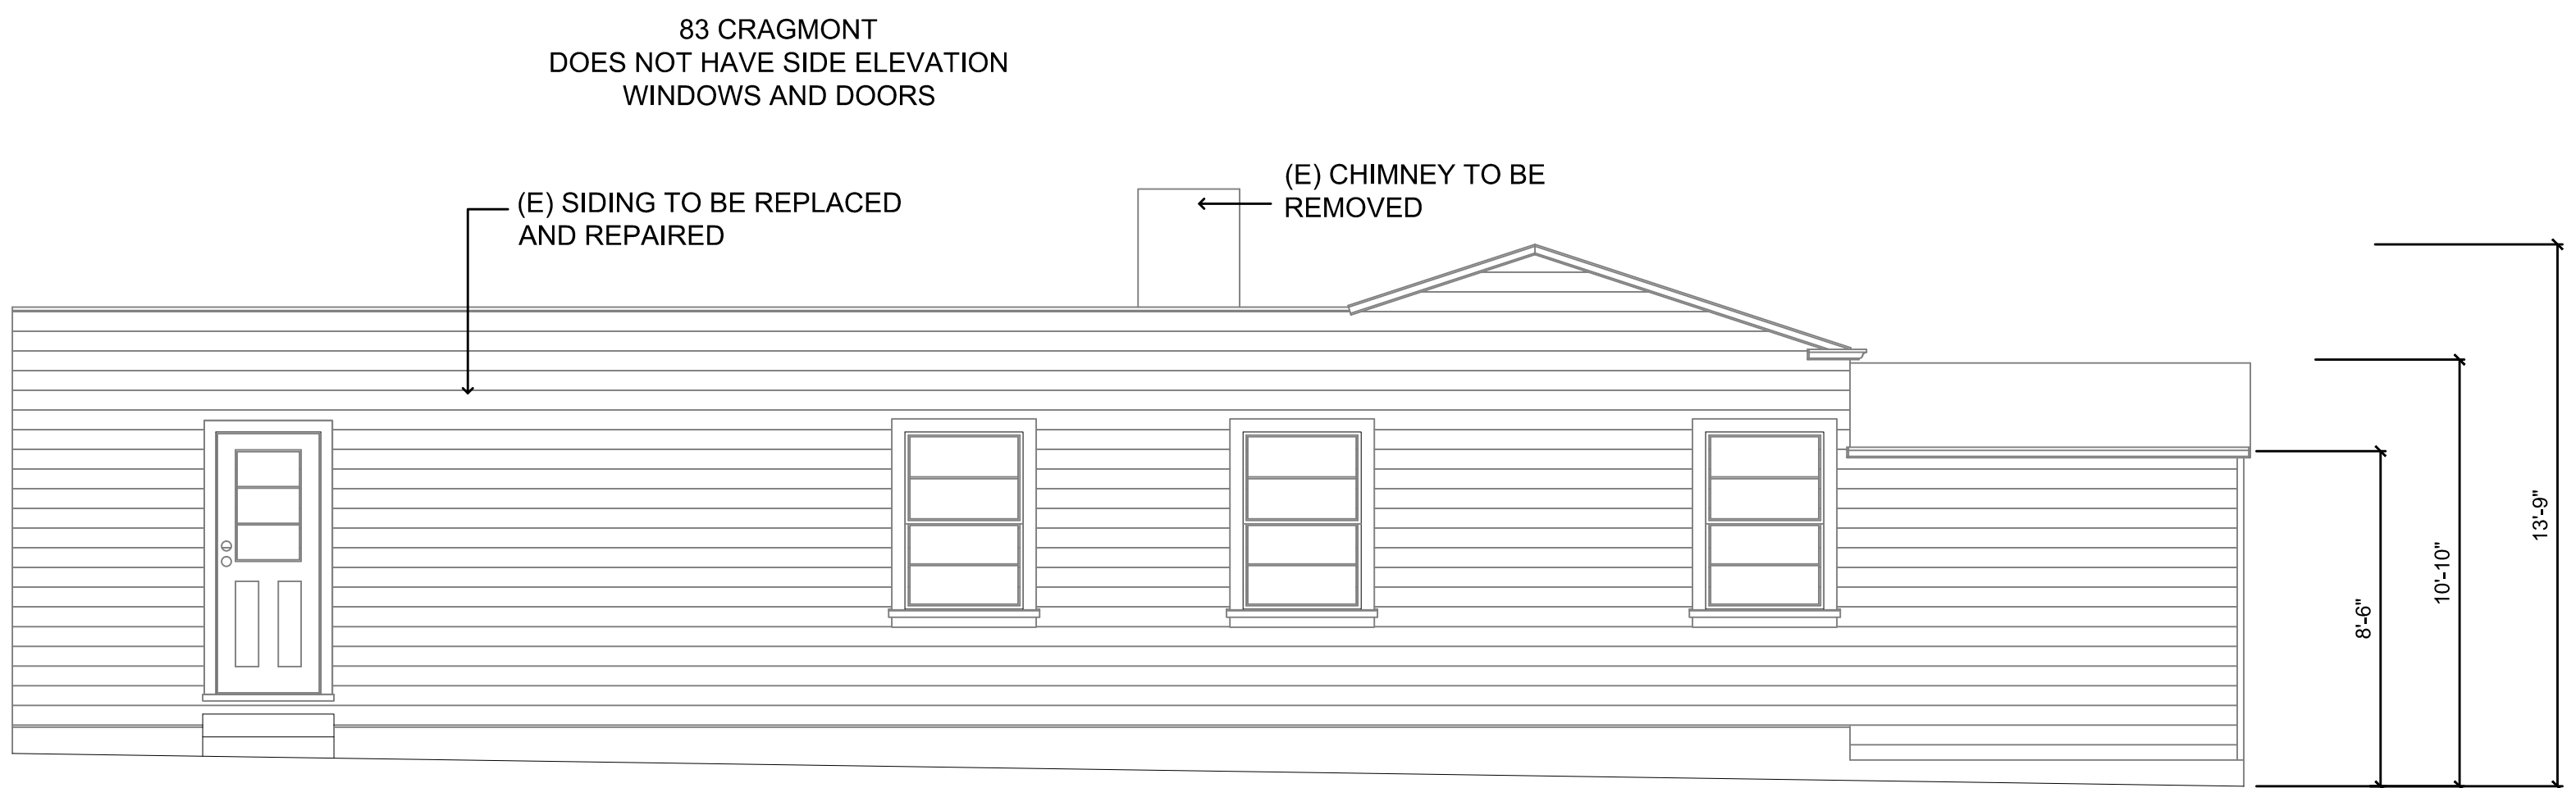 83 CRAGMONT
DOES NOT HAVE SIDE ELEVATION
WINDOWS AND DOORS
(E) SIDING TO BE REPLACED
AND REPAIRED
(E) CHIMNEY TO BE
REMOVED
8'-6"
10'-10"
13'-9"